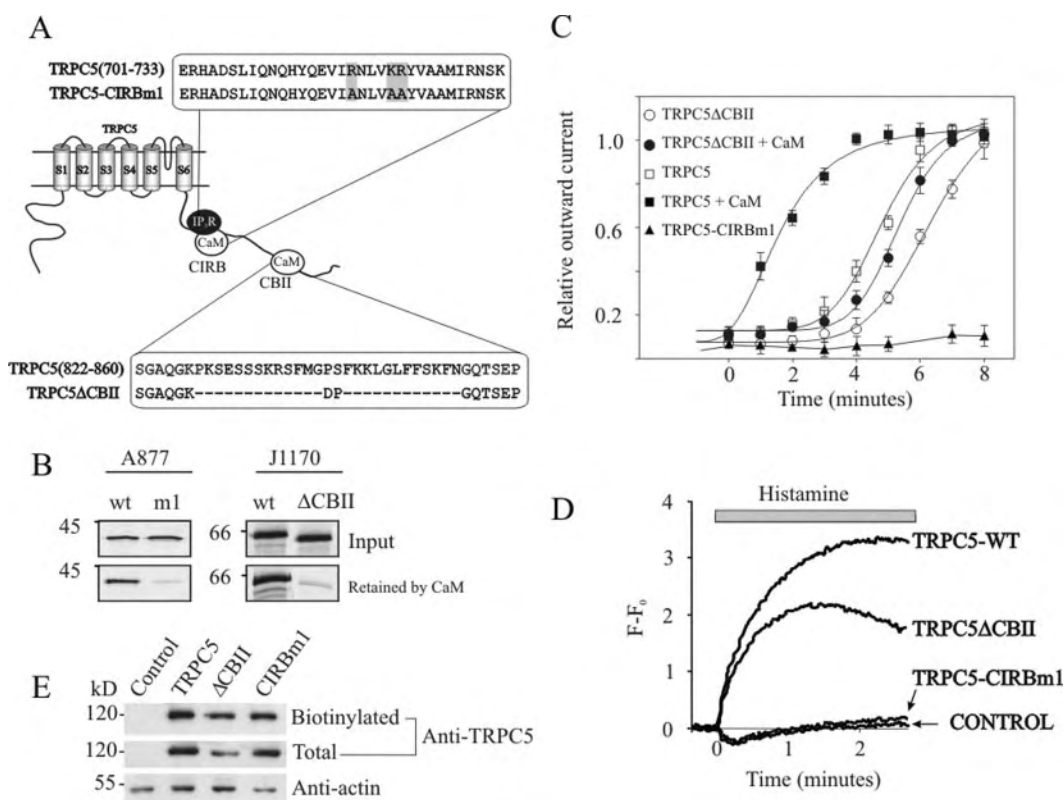 A
TRPC5(701-733)
ERHADSLIQNQHYQEVIRNLVKRYVAAMIRNSK
TRPC5-CIRBm1
ERHADSLIQNQHYQEVIANLVAAYVAAMIRNSK
TRPC5
S1 S2 S3 S4 S5 S6
IP3R
CaM
CIRB
CaM
CBII
TRPC5(822-860)
SGAQGKPKSESSSKRSFMGPSFKKLGLFFSKFNGQTSEP
TRPC5ΔCBII
SGAQGK-------------DP------------GQTSEP
B
A877
J1170
wt m1
wt ΔCBII
45
66
Input
45
66
Retained by CaM
E
Control TRPC5 ΔCBII CIRBm1
kD
120-
Biotinylated
120-
Total
Anti-TRPC5
55
Anti-actin
C
Relative outward current
1.0
0.6
0.2
TRPC5ΔCBII
TRPC5ΔCBII + CaM
TRPC5
TRPC5 + CaM
TRPC5-CIRBm1
0 2 4 6 8
Time (minutes)
D
Histamine
F-F0
4
3
2
1
0
TRPC5-WT
TRPC5ΔCBII
TRPC5-CIRBm1
CONTROL
0 1 2
Time (minutes)